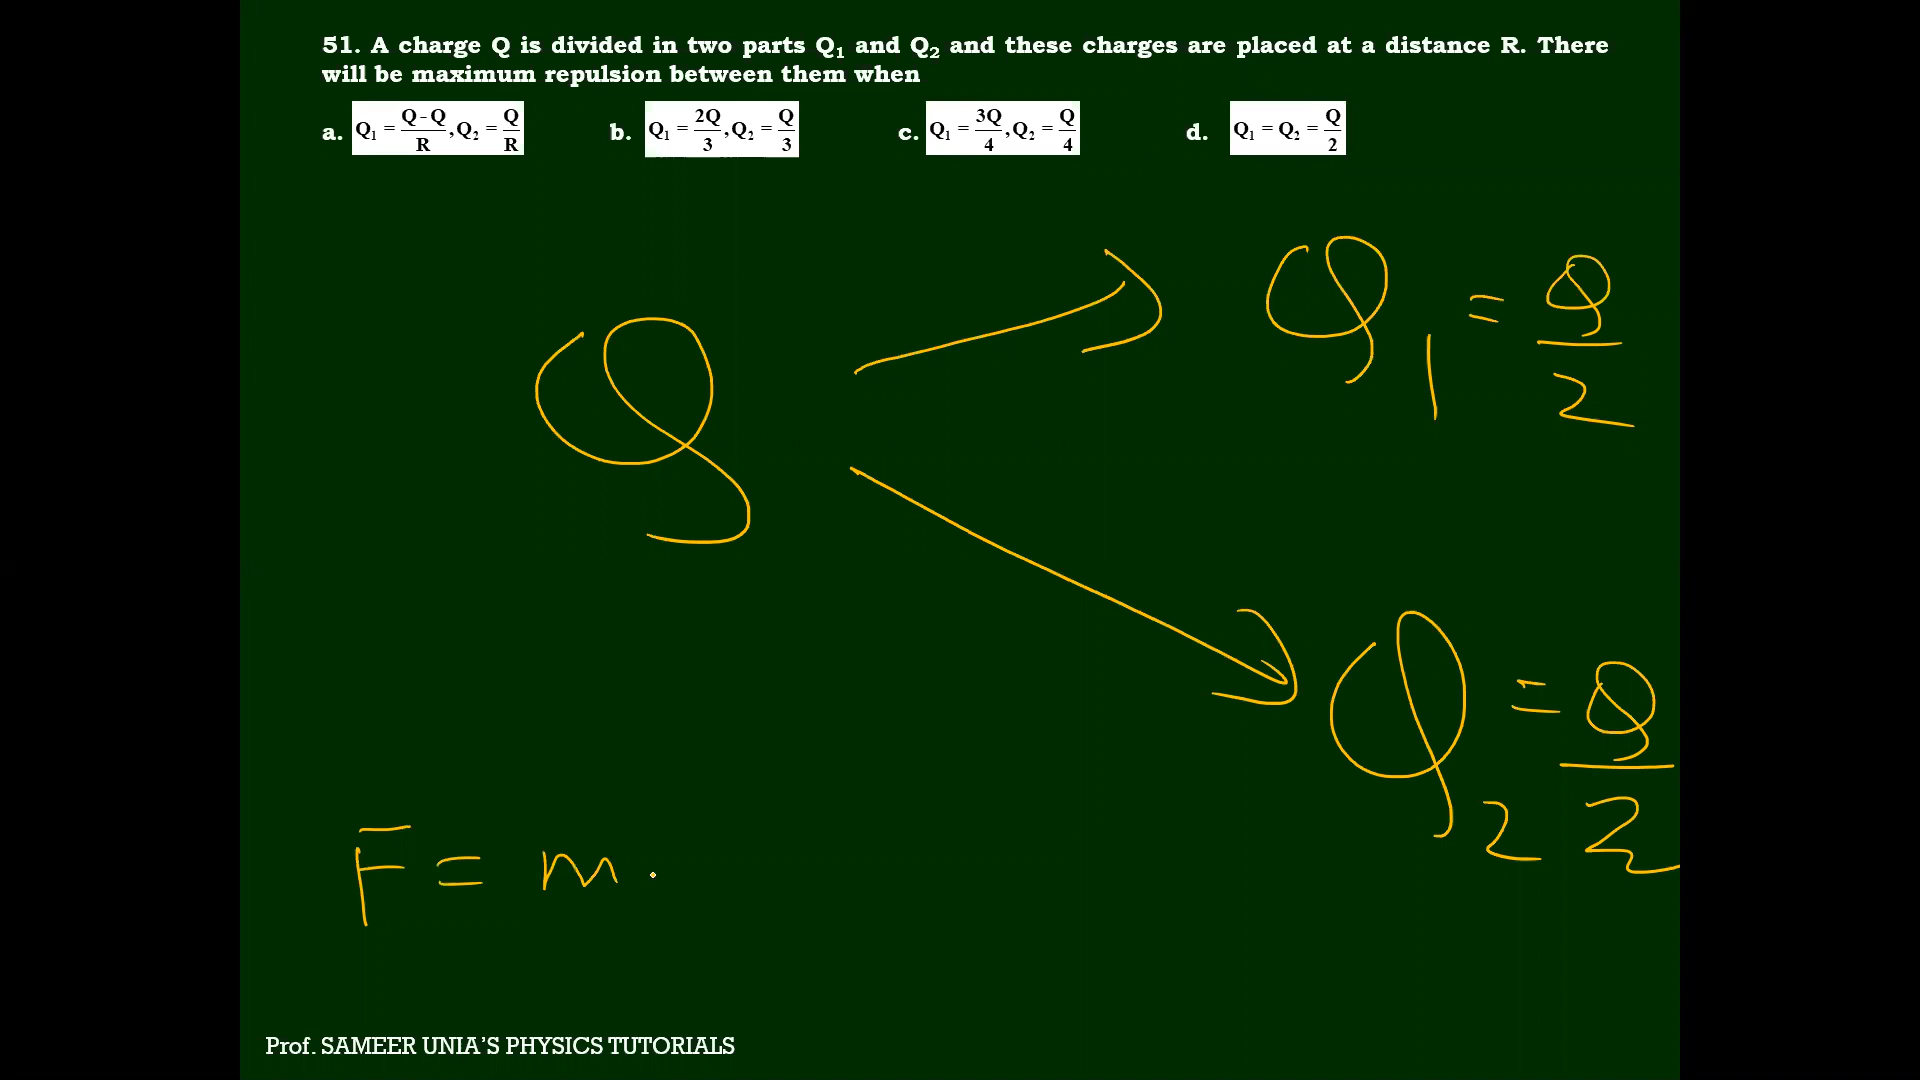 51. A charge Q is divided in two parts Q₁ and Q₂ and these charges are placed at a distance R. There
will be maximum repulsion between them when
a. Q₁ = (Q-Q)/R, Q₂ = Q/R b. Q₁ = 2Q/3, Q₂ = Q/3 c. Q₁ = 3Q/4, Q₂ = Q/4 d. Q₁ = Q₂ = Q/2
Q₁ = Q/2
Q
Q₂ = Q/2
F = m
Prof. SAMEER UNIA'S PHYSICS TUTORIALS